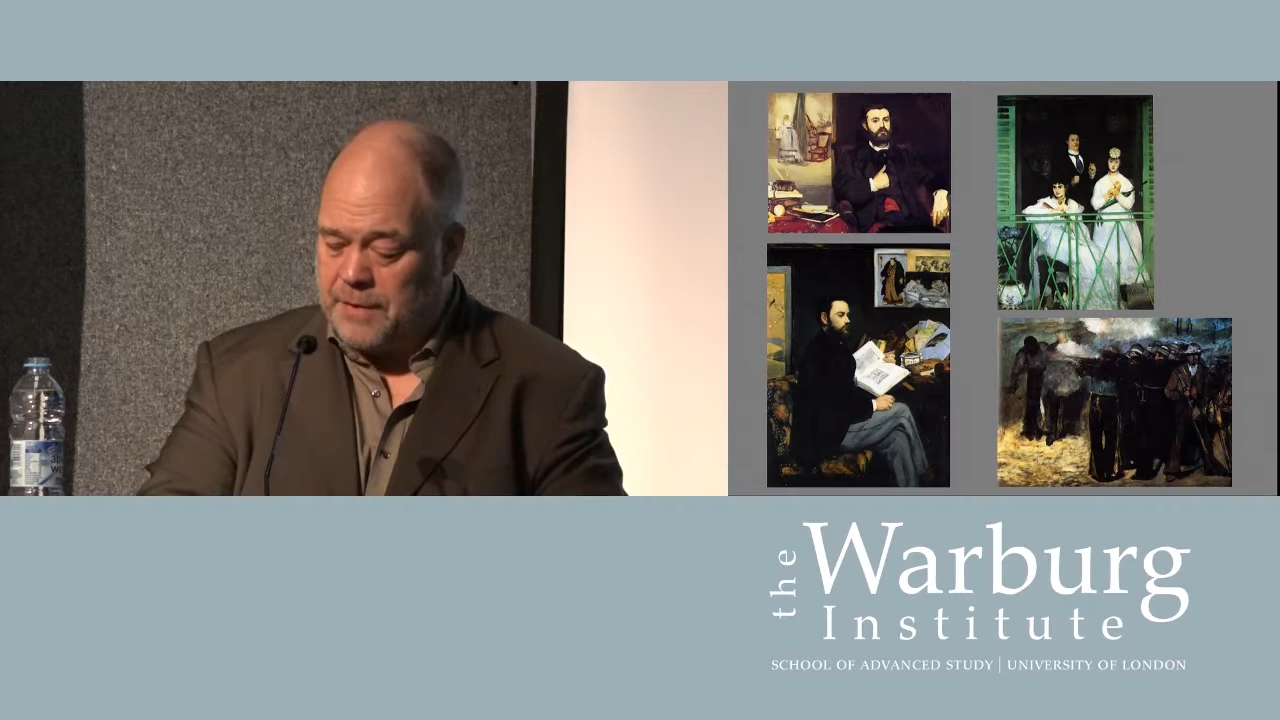 the Warburg
Institute
SCHOOL OF ADVANCED STUDY | UNIVERSITY OF LONDON